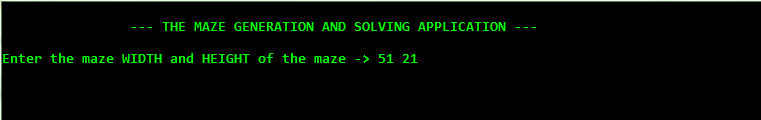 --- THE MAZE GENERATION AND SOLVING APPLICATION ---
Enter the maze WIDTH and HEIGHT of the maze -> 51 21